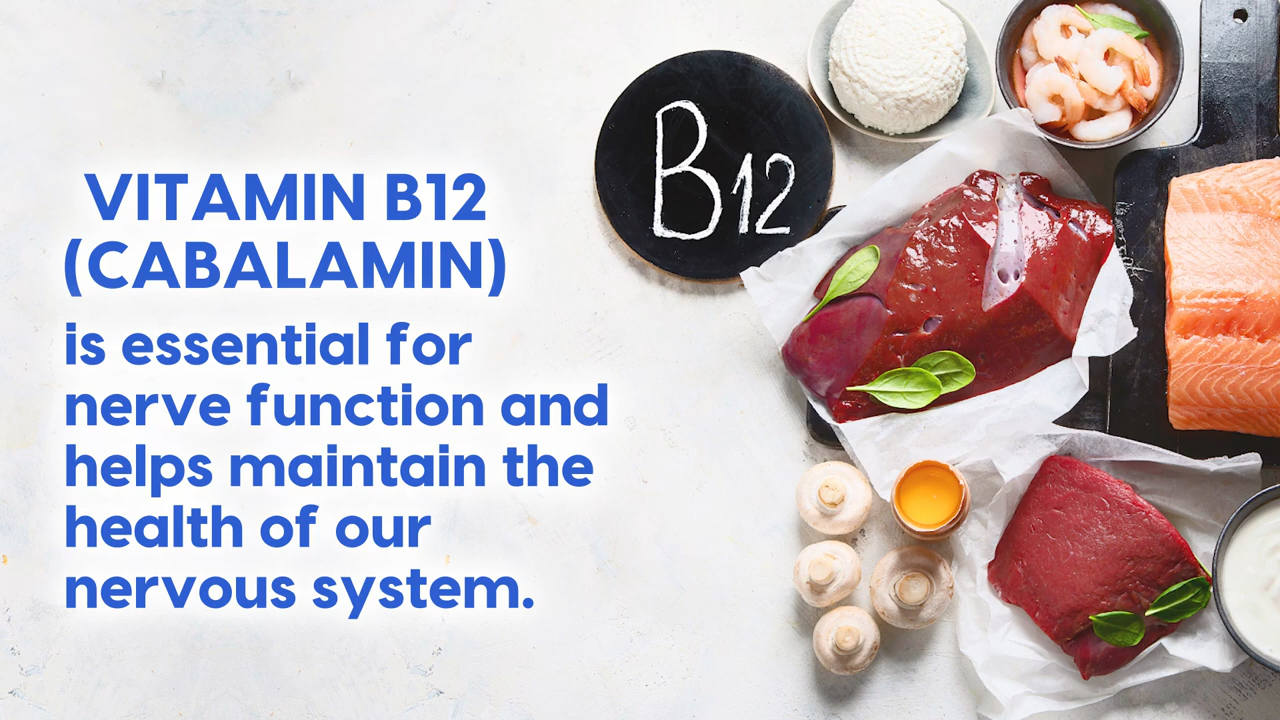 VITAMIN B12
(CABALAMIN)
is essential for
nerve function and
helps maintain the
health of our
nervous system.
B12